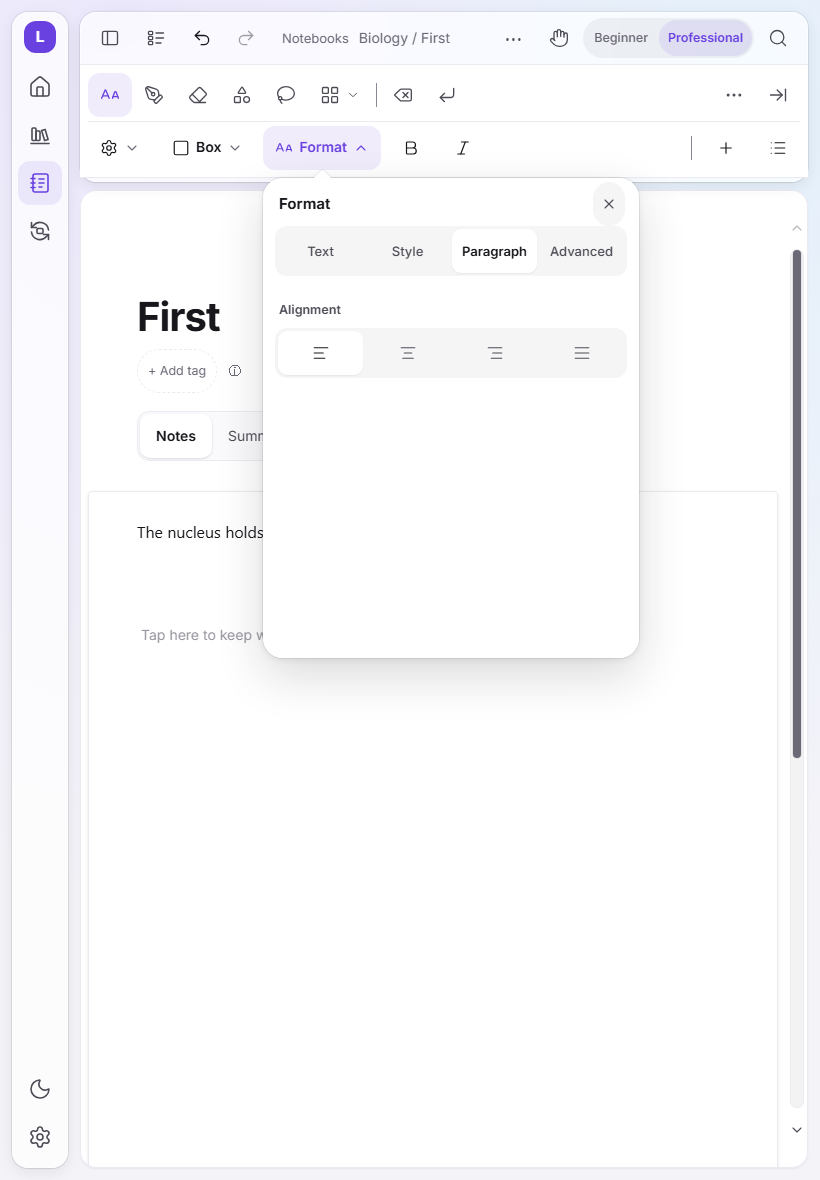 L
Notebooks Biology / First
Beginner Professional
Box
AA Format
Format
Text Style Paragraph Advanced
Alignment
First
+ Add tag
Notes Summ
The nucleus holds
Tap here to keep w